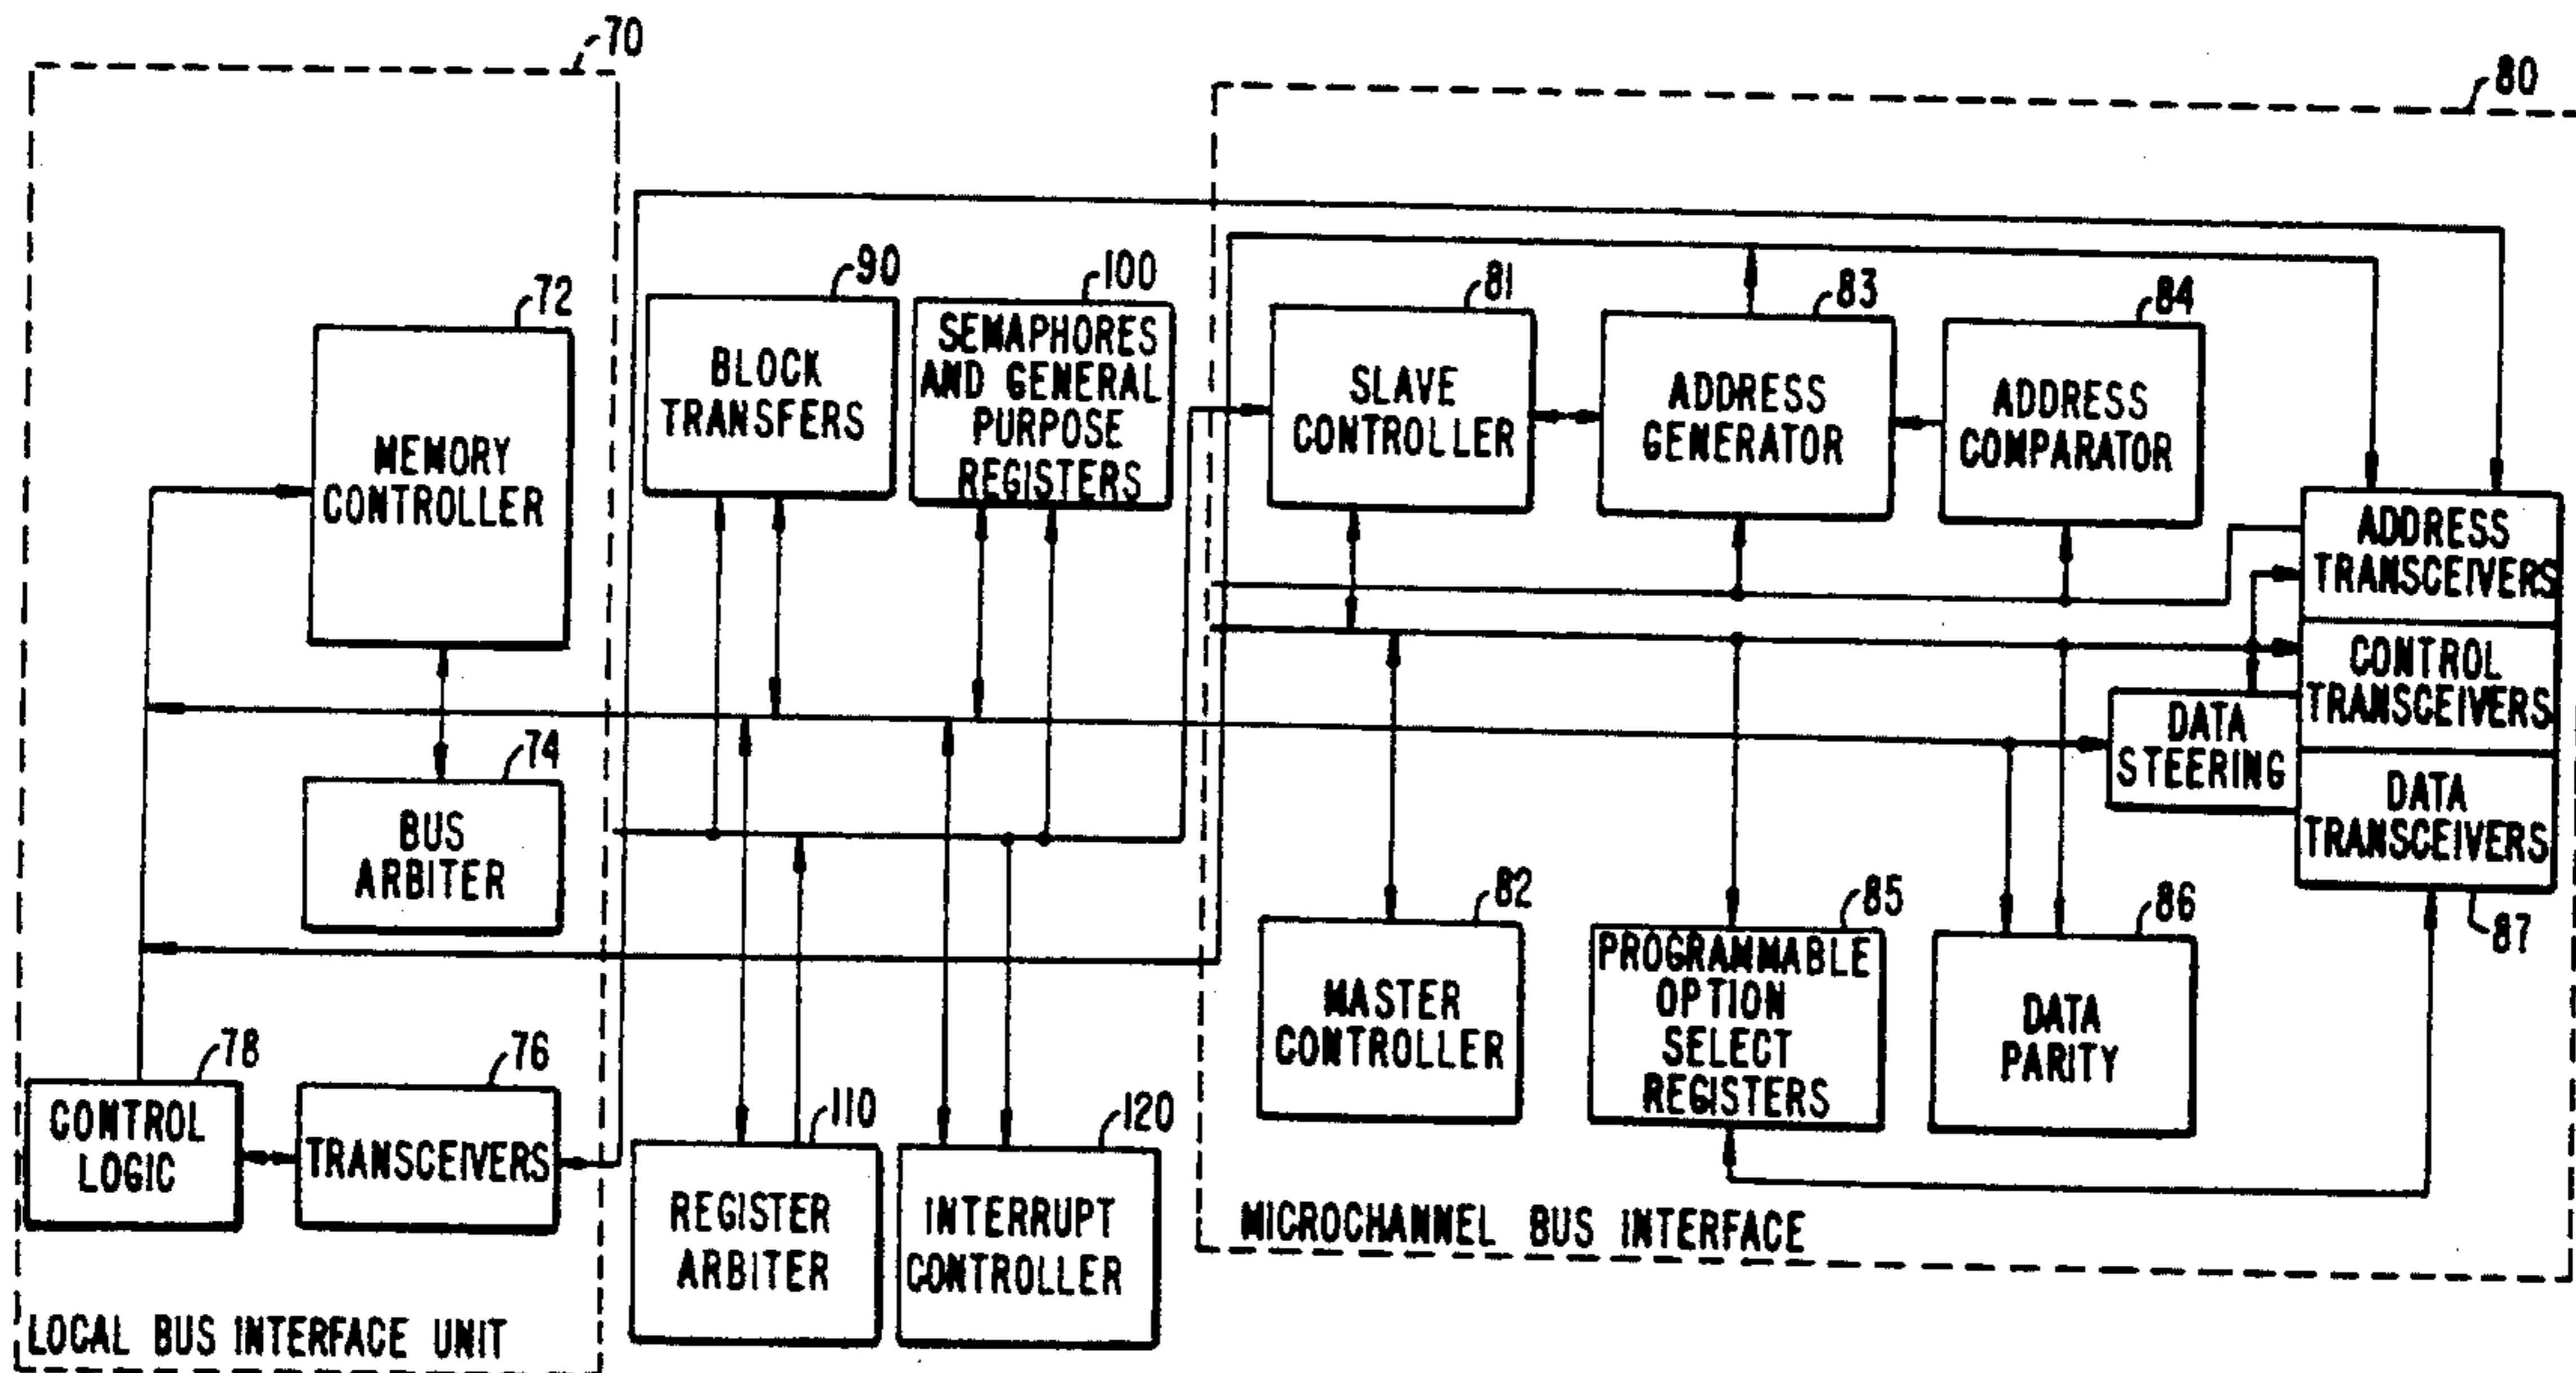 70
80
72
MEMORY
CONTROLLER
90
BLOCK
TRANSFERS
100
SEMAPHORES
AND GENERAL
PURPOSE
REGISTERS
81
SLAVE
CONTROLLER
83
ADDRESS
GENERATOR
84
ADDRESS
COMPARATOR
ADDRESS
TRANSCEIVERS
CONTROL
TRANSCEIVERS
DATA
STEERING
DATA
TRANSCEIVERS
87
74
BUS
ARBITER
82
MASTER
CONTROLLER
85
PROGRAMMABLE
OPTION
SELECT
REGISTERS
86
DATA
PARITY
78
CONTROL
LOGIC
76
TRANSCEIVERS
110
REGISTER
ARBITER
120
INTERRUPT
CONTROLLER
MICROCHANNEL BUS INTERFACE
LOCAL BUS INTERFACE UNIT